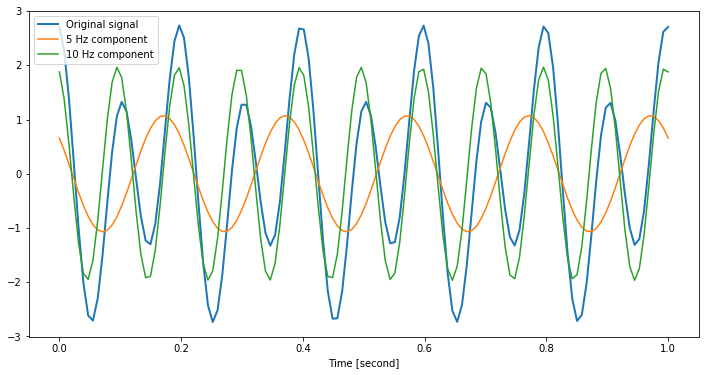 Original signal
5 Hz component
10 Hz component
3
2
1
0
−1
−2
−3
0.0 0.2 0.4 0.6 0.8 1.0
Time [second]